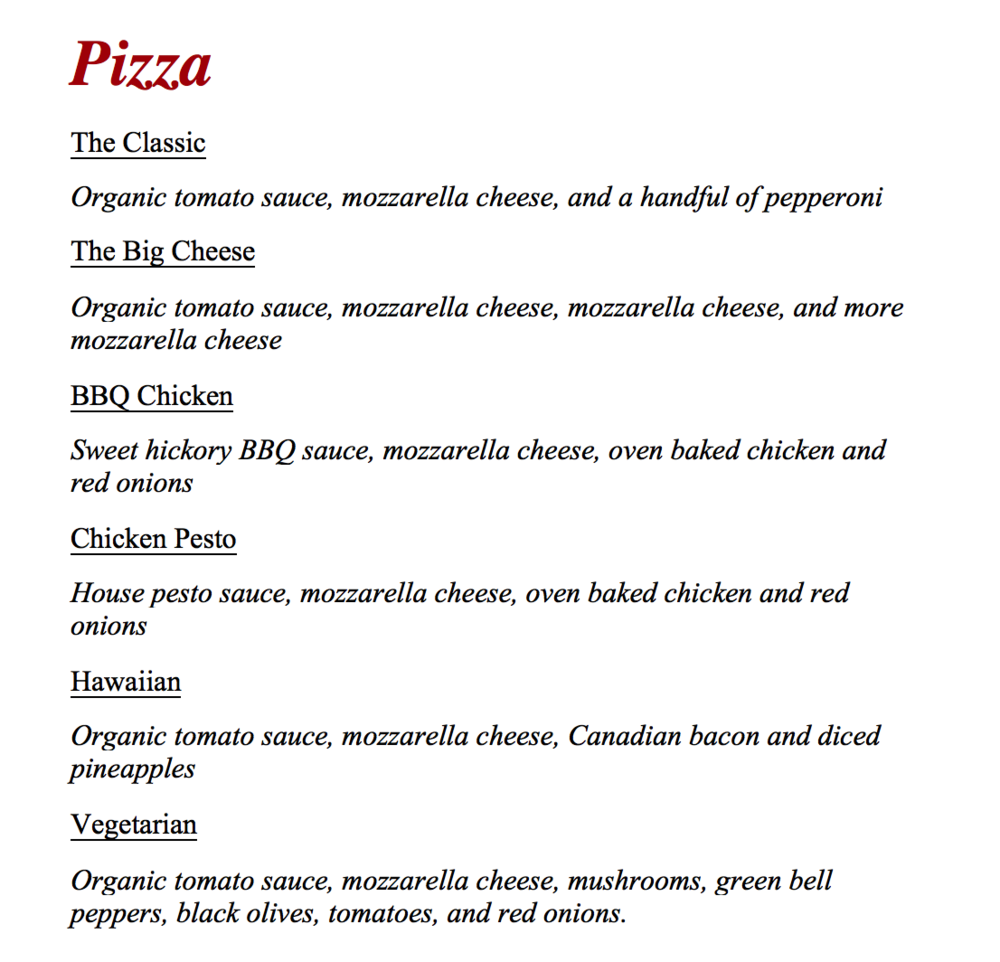 Pizza
The Classic
Organic tomato sauce, mozzarella cheese, and a handful of pepperoni
The Big Cheese
Organic tomato sauce, mozzarella cheese, mozzarella cheese, and more
mozzarella cheese
BBQ Chicken
Sweet hickory BBQ sauce, mozzarella cheese, oven baked chicken and
red onions
Chicken Pesto
House pesto sauce, mozzarella cheese, oven baked chicken and red
onions
Hawaiian
Organic tomato sauce, mozzarella cheese, Canadian bacon and diced
pineapples
Vegetarian
Organic tomato sauce, mozzarella cheese, mushrooms, green bell
peppers, black olives, tomatoes, and red onions.